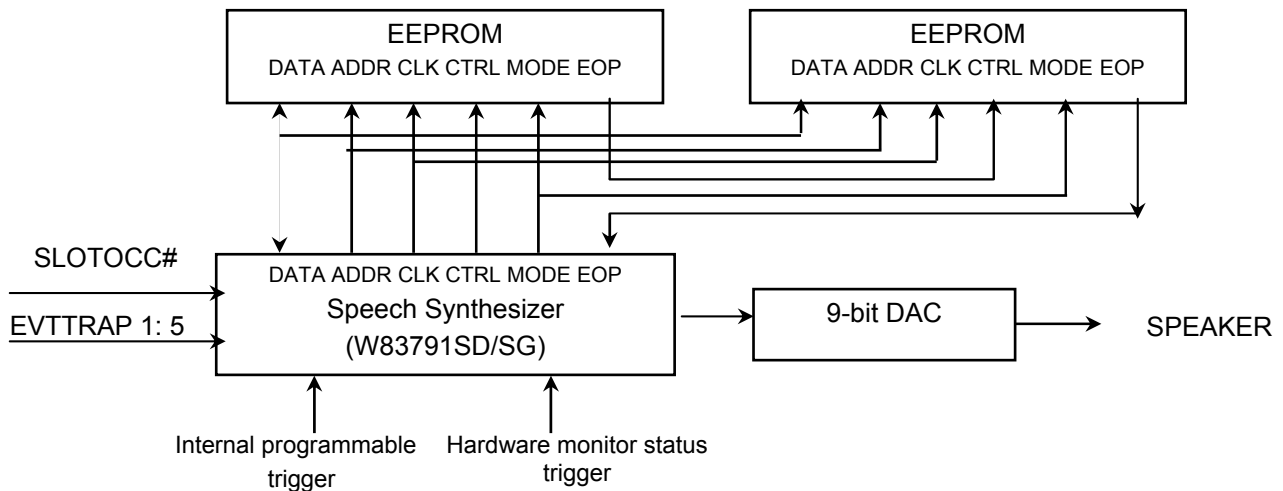 EEPROM
DATA ADDR CLK CTRL MODE EOP
EEPROM
DATA ADDR CLK CTRL MODE EOP
SLOTOCC#
EVTTRAP 1: 5
DATA ADDR CLK CTRL MODE EOP
Speech Synthesizer
(W83791SD/SG)
9-bit DAC
SPEAKER
Internal programmable
trigger
Hardware monitor status
trigger